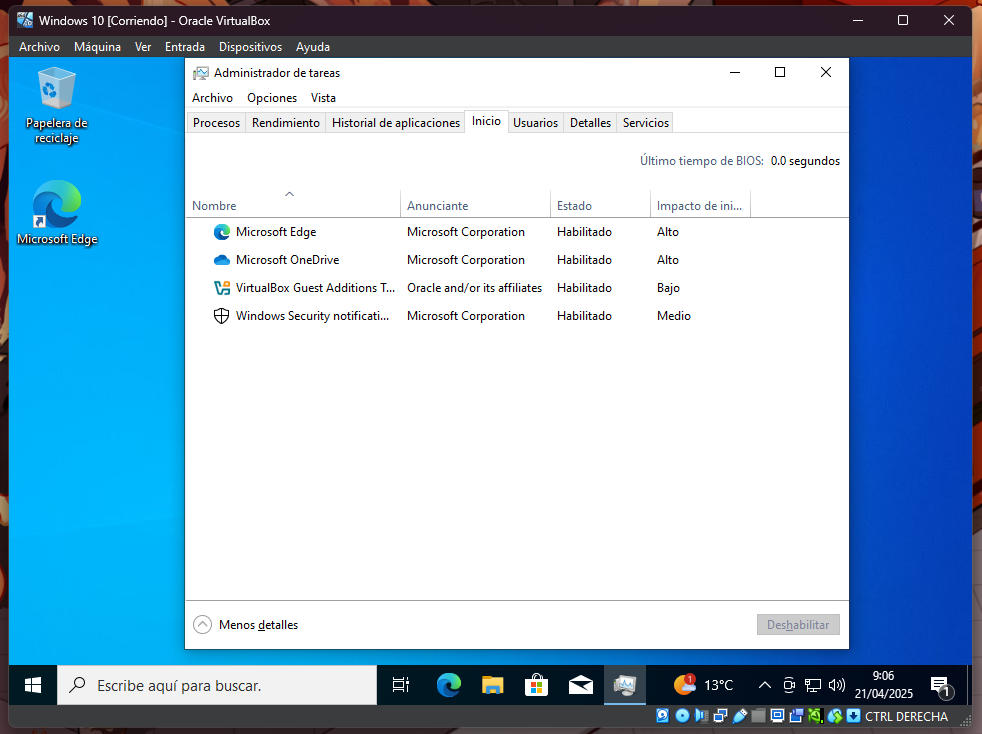 Windows 10 [Corriendo] - Oracle VirtualBox
Archivo Máquina Ver Entrada Dispositivos Ayuda
Papelera de
reciclaje
Microsoft Edge
Administrador de tareas
Archivo Opciones Vista
Procesos Rendimiento Historial de aplicaciones Inicio Usuarios Detalles Servicios
Último tiempo de BIOS: 0.0 segundos
Nombre Anunciante Estado Impacto de ini...
Microsoft Edge Microsoft Corporation Habilitado Alto
Microsoft OneDrive Microsoft Corporation Habilitado Alto
VirtualBox Guest Additions T... Oracle and/or its affiliates Habilitado Bajo
Windows Security notificati... Microsoft Corporation Habilitado Medio
Menos detalles Deshabilitar
Escribe aquí para buscar. 1 13°C 9:06
21/04/2025 1
CTRL DERECHA